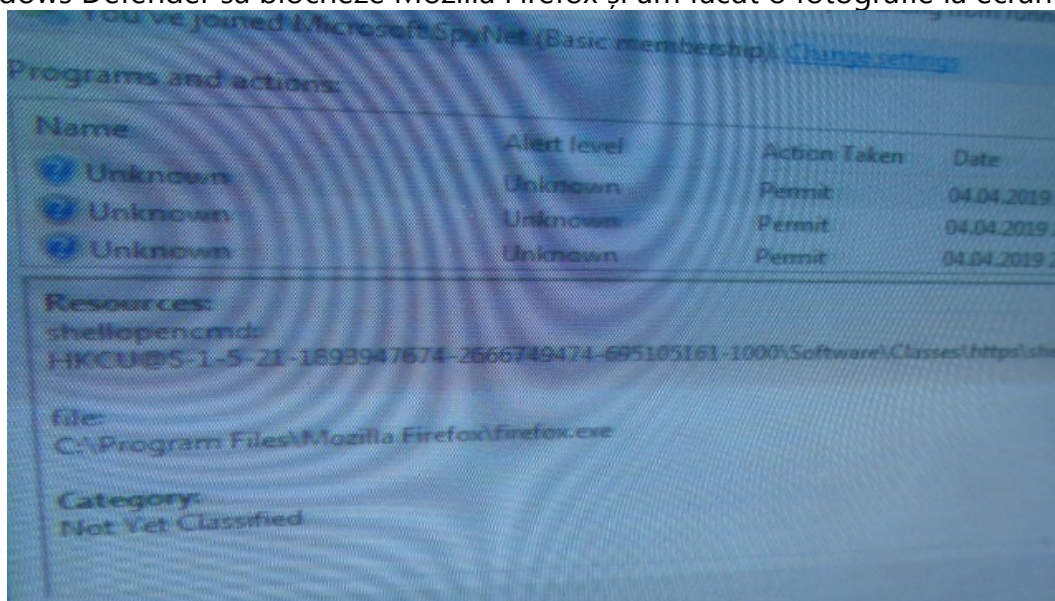 să blocheze Mozilla Firefox și am făcut o fotografie la ecran
You've joined Microsoft SpyNet (Basic membership). Change settings
Programs and actions:
Name Alert level Action Taken Date
Unknown Unknown Permit 04.04.2019
Unknown Unknown Permit 04.04.2019
Unknown Unknown Permit 04.04.2019
Resources:
shellopencmd:
HKCU@S-1-5-21-1893947674-2666749474-695105161-1000\Software\Classes\https\
file:
C:\Program Files\Mozilla Firefox\firefox.exe
Category:
Not Yet Classified